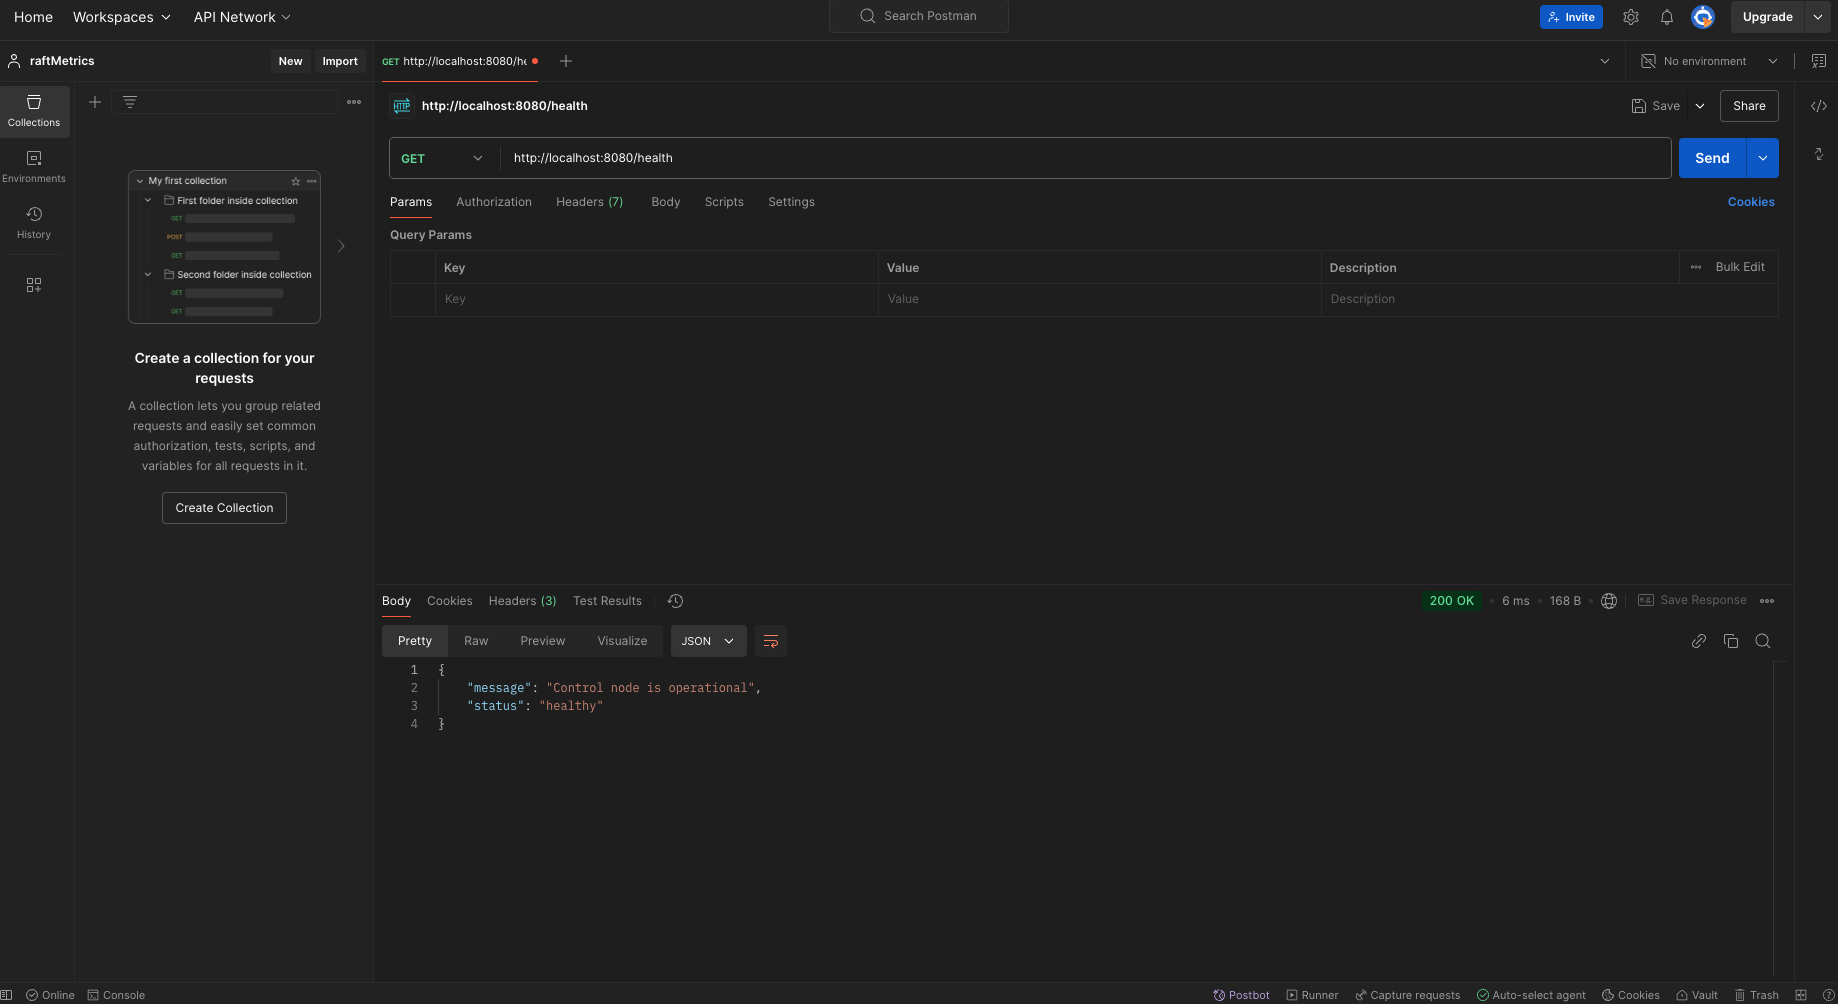 Home Workspaces API Network Search Postman Invite Upgrade
raftMetrics New Import GET http://localhost:8080/he No environment
Collections
Environments
History
My first collection
First folder inside collection
GET
POST
GET
Second folder inside collection
GET
GET
Create a collection for your
requests
A collection lets you group related
requests and easily set common
authorization, tests, scripts, and
variables for all requests in it.
Create Collection
HTTP http://localhost:8080/health Save Share
GET http://localhost:8080/health Send
Params Authorization Headers (7) Body Scripts Settings Cookies
Query Params
Key Value Description Bulk Edit
Key Value Description
Body Cookies Headers (3) Test Results 200 OK 6 ms 168 B Save Response
Pretty Raw Preview Visualize JSON
1 {
2 "message": "Control node is operational",
3 "status": "healthy"
4 }
Online Console Postbot Runner Capture requests Auto-select agent Cookies Vault Trash